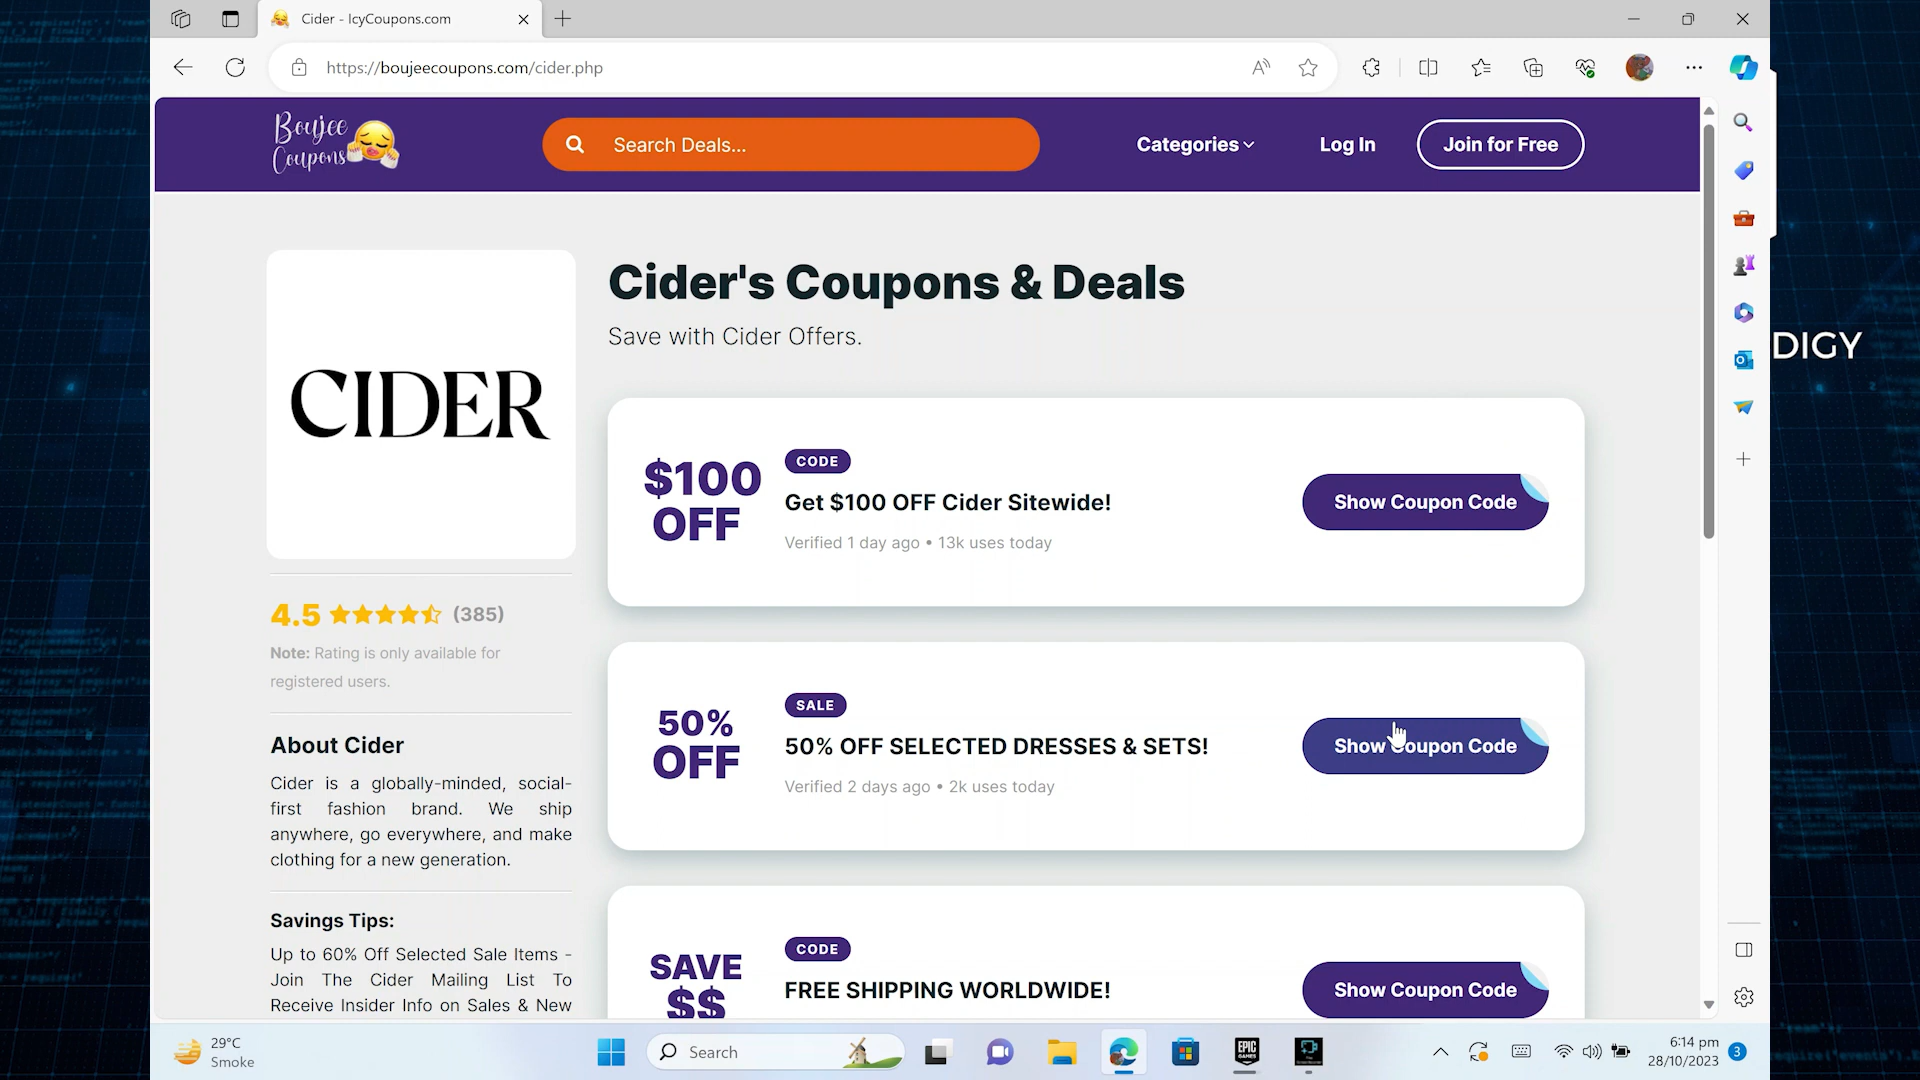 Cider - IcyCoupons.com
https://boujeecoupons.com/cider.php
Boujee
Coupons
Search Deals...
Categories
Log In
Join for Free
CIDER
4.5 (385)
Note: Rating is only available for
registered users.
About Cider
Cider is a globally-minded, social-
first fashion brand. We ship
anywhere, go everywhere, and make
clothing for a new generation.
Savings Tips:
Up to 60% Off Selected Sale Items -
Join The Cider Mailing List To
Receive Insider Info on Sales & New
Cider's Coupons & Deals
Save with Cider Offers.
$100
OFF
CODE
Get $100 OFF Cider Sitewide!
Verified 1 day ago • 13k uses today
Show Coupon Code
50%
OFF
SALE
50% OFF SELECTED DRESSES & SETS!
Verified 2 days ago • 2k uses today
Show Coupon Code
SAVE
$$
CODE
FREE SHIPPING WORLDWIDE!
Show Coupon Code
DIGY
29°C
Smoke
Search
EPIC
GAMES
6:14 pm
28/10/2023
3